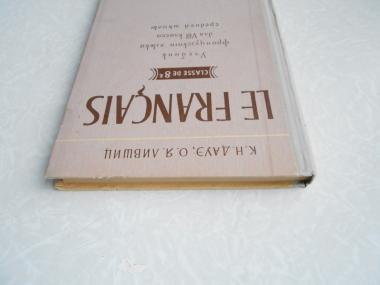 К.Н.ДАУЭ, О.Я.ЛИВШИЦ
LE FRANÇAIS
CLASSE DE 8e
Учебник
французского языка
для VIII класса
средней школы